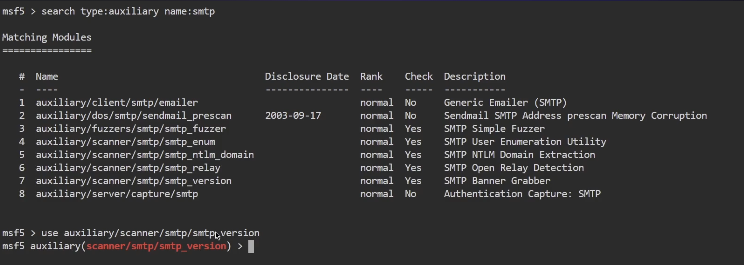 msf5 > search type:auxiliary name:smtp
Matching Modules
================
# Name Disclosure Date Rank Check Description
- ---- --------------- ---- ----- -----------
1 auxiliary/client/smtp/emailer normal No Generic Emailer (SMTP)
2 auxiliary/dos/smtp/sendmail_prescan 2003-09-17 normal No Sendmail SMTP Address prescan Memory Corruption
3 auxiliary/fuzzers/smtp/smtp_fuzzer normal Yes SMTP Simple Fuzzer
4 auxiliary/scanner/smtp/smtp_enum normal Yes SMTP User Enumeration Utility
5 auxiliary/scanner/smtp/smtp_ntlm_domain normal Yes SMTP NTLM Domain Extraction
6 auxiliary/scanner/smtp/smtp_relay normal Yes SMTP Open Relay Detection
7 auxiliary/scanner/smtp/smtp_version normal Yes SMTP Banner Grabber
8 auxiliary/server/capture/smtp normal No Authentication Capture: SMTP
msf5 > use auxiliary/scanner/smtp/smtp_version
msf5 auxiliary(scanner/smtp/smtp_version) >